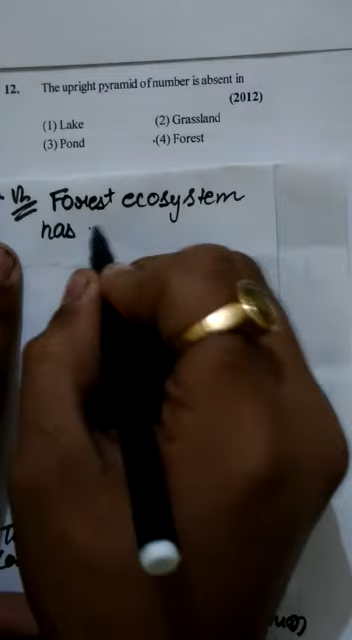 12. The upright pyramid of number is absent in
(2012)
(1) Lake (2) Grassland
(3) Pond (4) Forest
12 Forest ecosystem
has